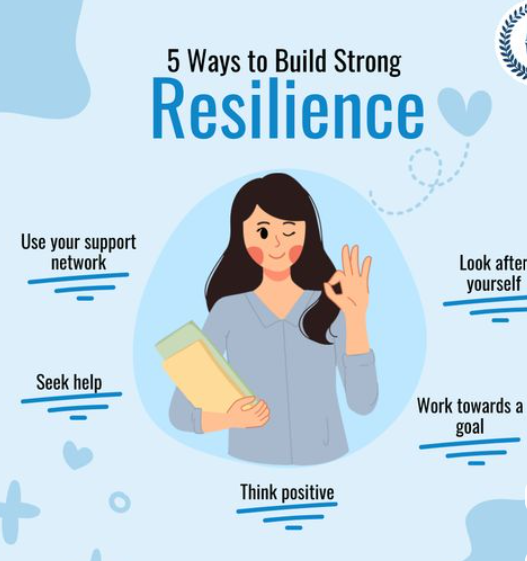 5 Ways to Build Strong
Resilience
Use your support
network
Look after
yourself
Seek help
Work towards a
goal
Think positive